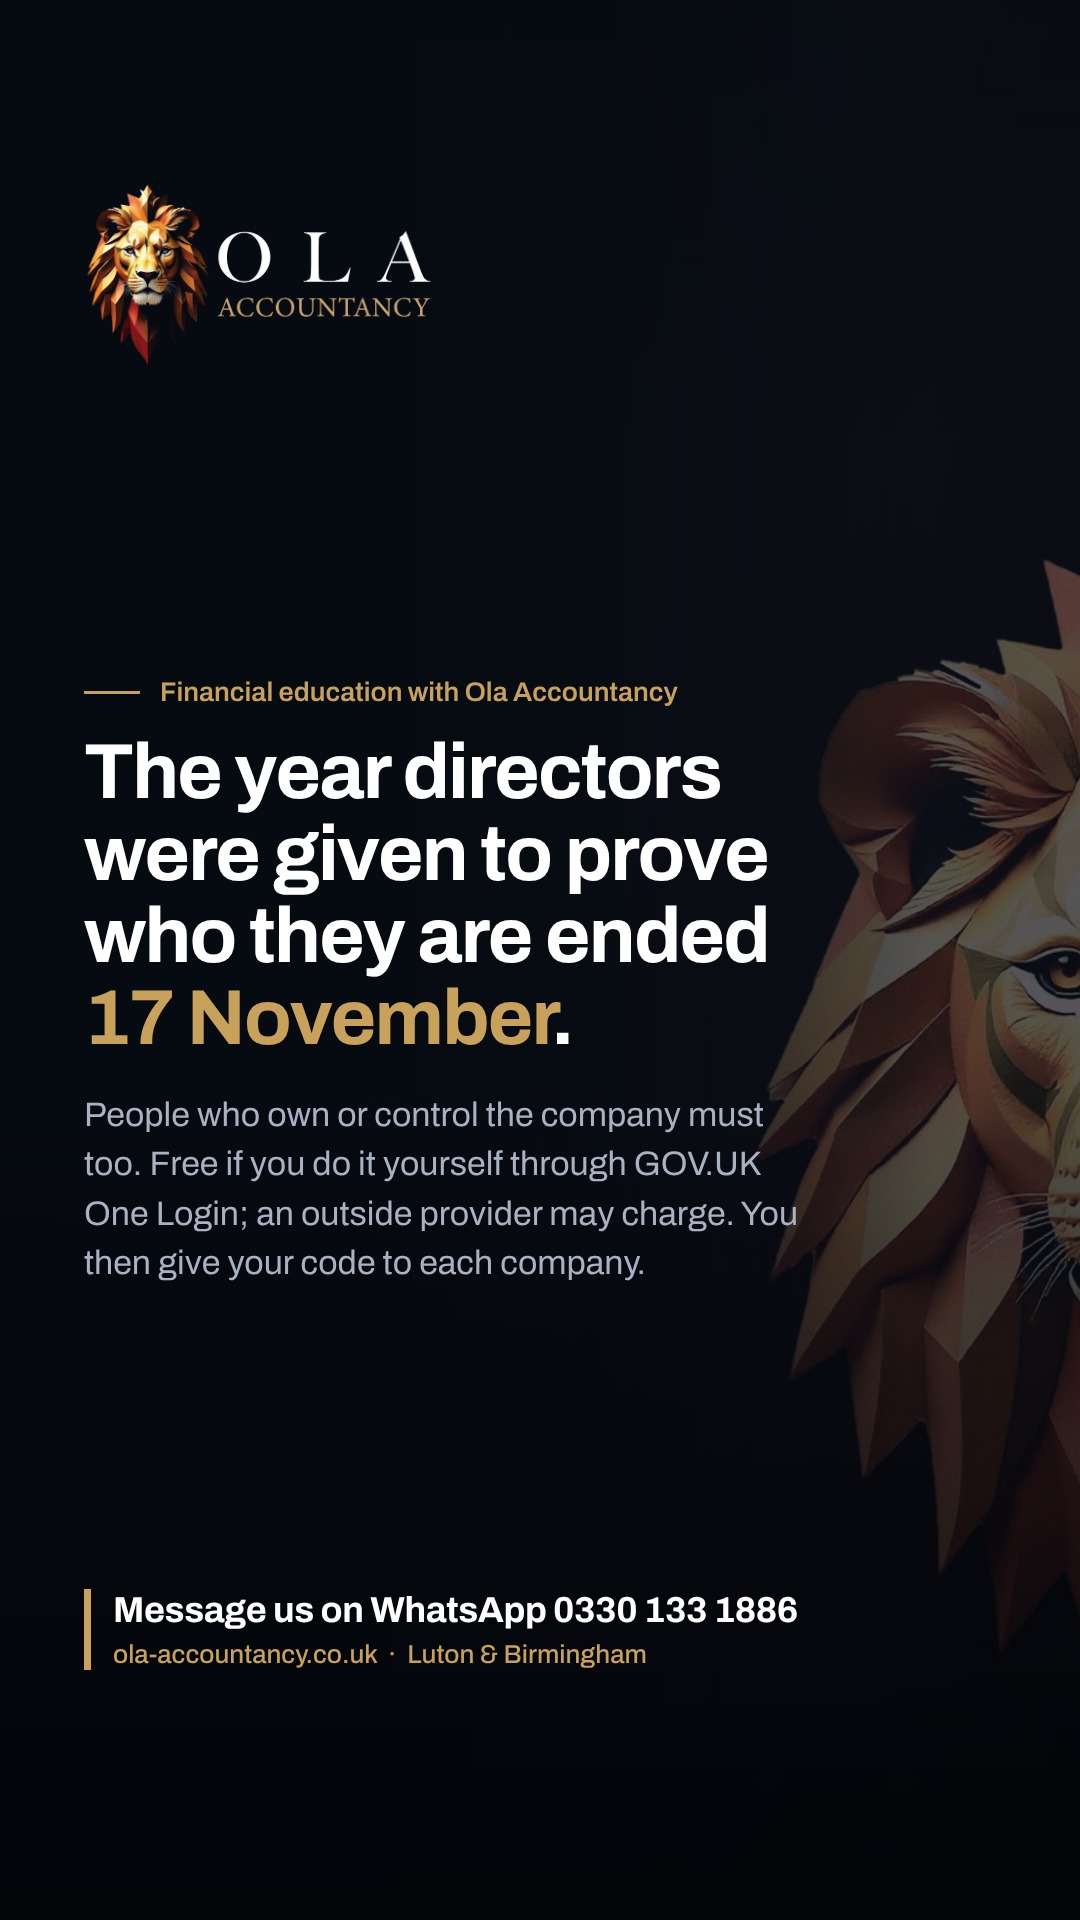 OLA
ACCOUNTANCY
Financial education with Ola Accountancy
The year directors
were given to prove
who they are ended
17 November.
People who own or control the company must
too. Free if you do it yourself through GOV.UK
One Login; an outside provider may charge. You
then give your code to each company.
Message us on WhatsApp 0330 133 1886
ola-accountancy.co.uk · Luton & Birmingham